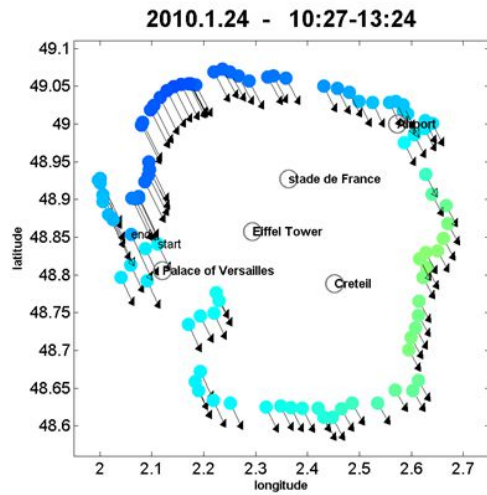 2010.1.24 - 10:27-13:24
49.1
49.05
49
48.95
48.9
48.85
48.8
48.75
48.7
48.65
48.6
latitude
Airport
stade de France
Eiffel Tower
end
start
Palace of Versailles
Creteil
2
2.1
2.2
2.3
2.4
2.5
2.6
2.7
longitude